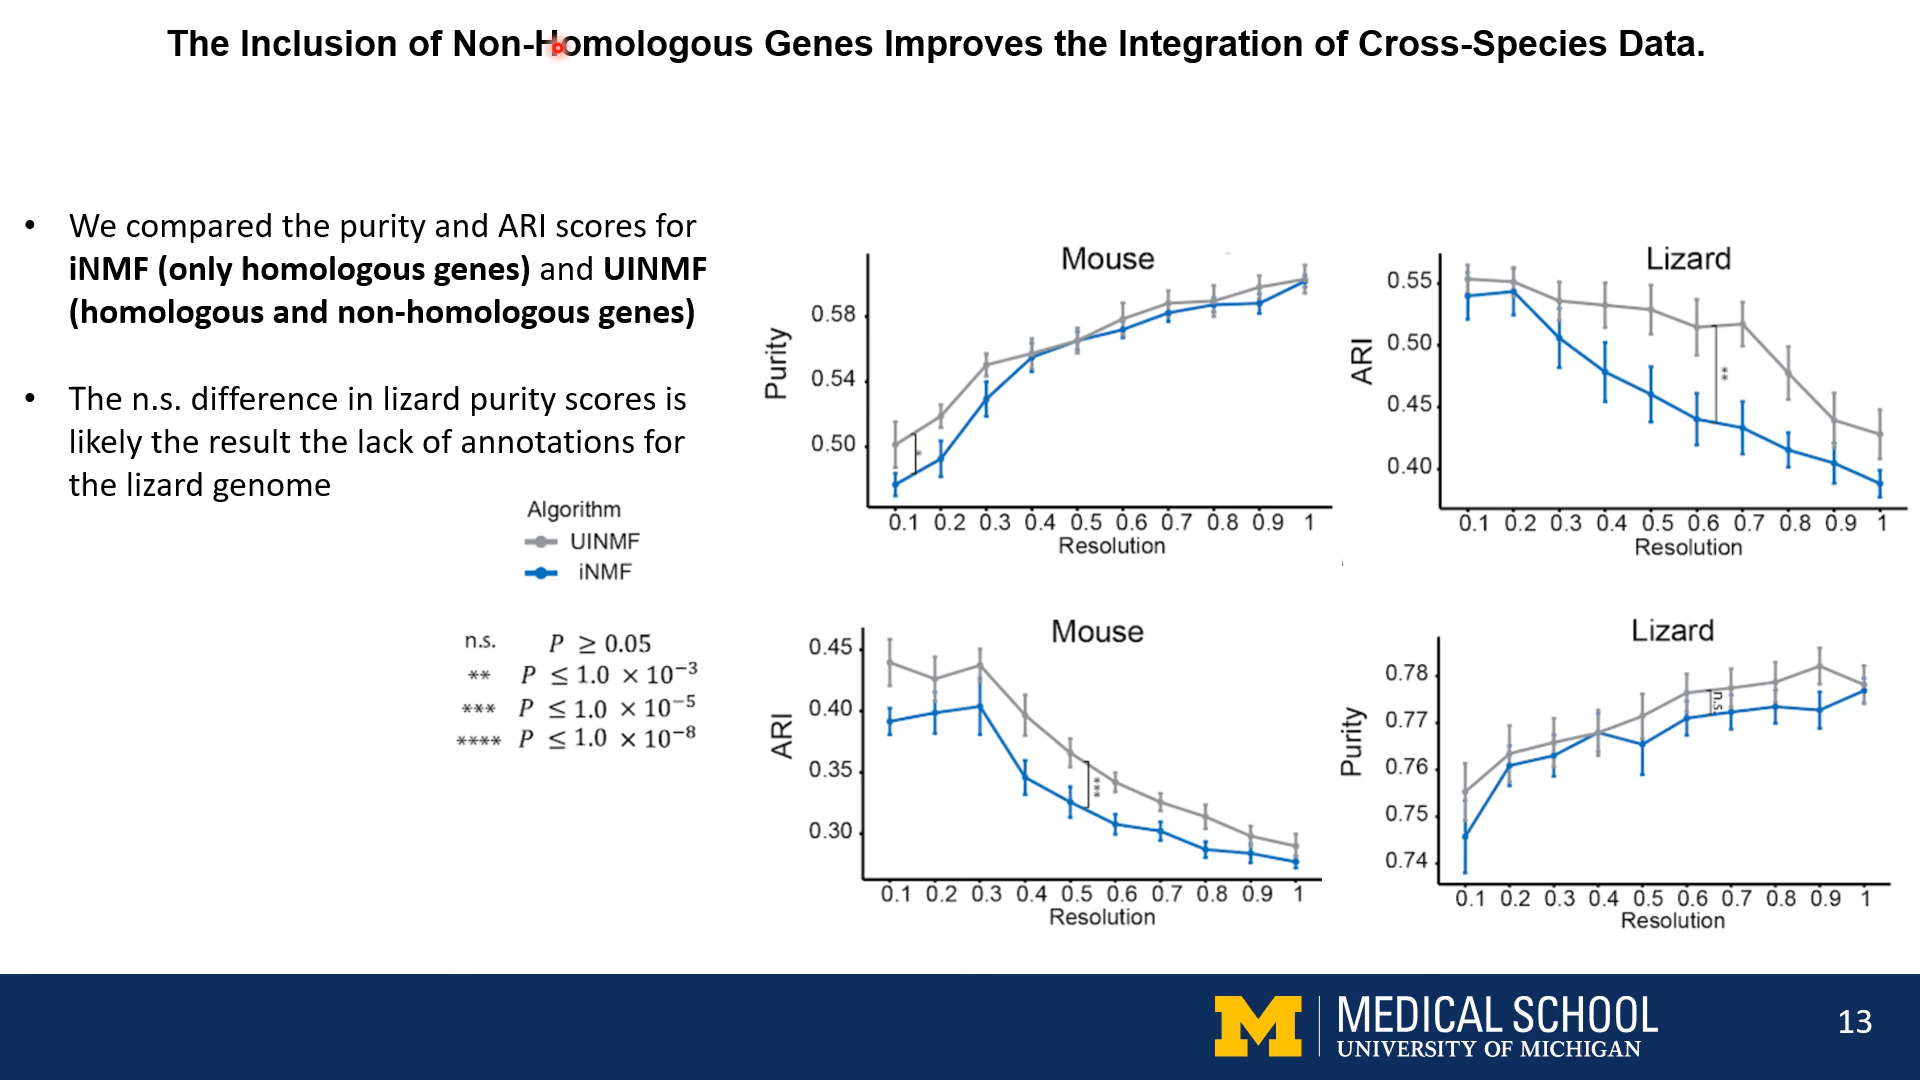 The Inclusion of Non-Homologous Genes Improves the Integration of Cross-Species Data.
• We compared the purity and ARI scores for
iNMF (only homologous genes) and UINMF
(homologous and non-homologous genes)
• The n.s. difference in lizard purity scores is
likely the result the lack of annotations for
the lizard genome
Algorithm
UINMF
iNMF
n.s. P ≥ 0.05
** P ≤ 1.0 × 10⁻³
*** P ≤ 1.0 × 10⁻⁵
**** P ≤ 1.0 × 10⁻⁸
Mouse
Purity
0.58
0.54
0.50
*
0.1 0.2 0.3 0.4 0.5 0.6 0.7 0.8 0.9 1
Resolution
Lizard
ARI
0.55
0.50
0.45
0.40
**
0.1 0.2 0.3 0.4 0.5 0.6 0.7 0.8 0.9 1
Resolution
Mouse
ARI
0.45
0.40
0.35
0.30
***
0.1 0.2 0.3 0.4 0.5 0.6 0.7 0.8 0.9 1
Resolution
Lizard
Purity
0.78
0.77
0.76
0.75
0.74
n.s.
0.1 0.2 0.3 0.4 0.5 0.6 0.7 0.8 0.9 1
Resolution
M
MEDICAL SCHOOL
UNIVERSITY OF MICHIGAN
13